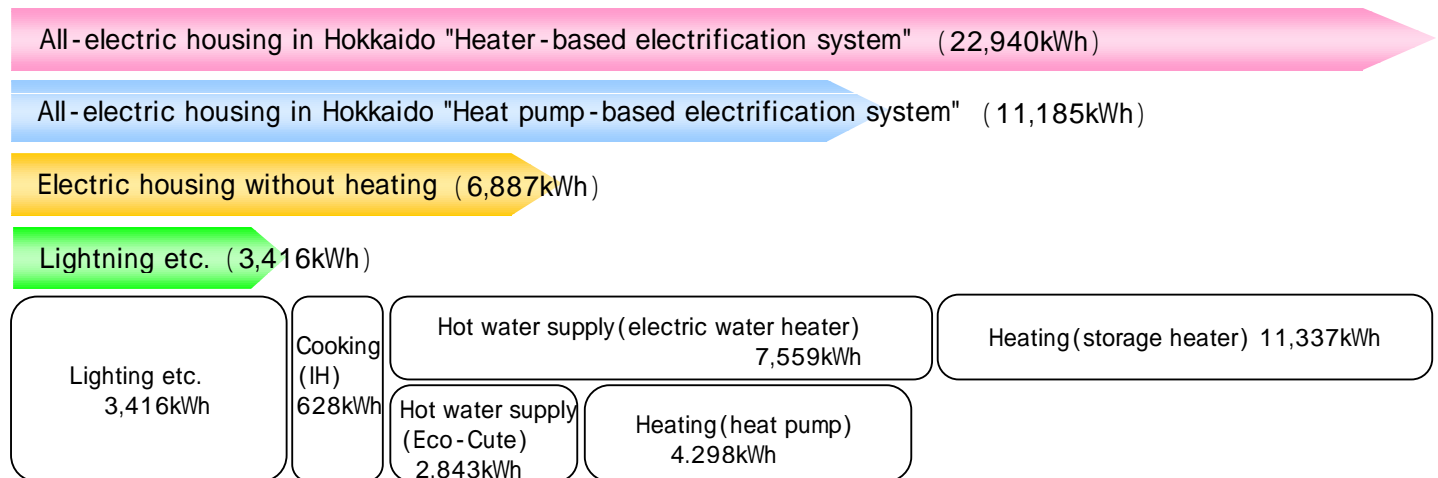 All-electric housing in Hokkaido "Heater-based electrification system" (22,940kWh)
All-electric housing in Hokkaido "Heat pump-based electrification system" (11,185kWh)
Electric housing without heating (6,887kWh)
Lightning etc. (3,416kWh)
Lighting etc.
3,416kWh
Cooking
(IH)
628kWh
Hot water supply(electric water heater)
7,559kWh
Heating(storage heater) 11,337kWh
Hot water supply
(Eco-Cute)
2,843kWh
Heating(heat pump)
4.298kWh